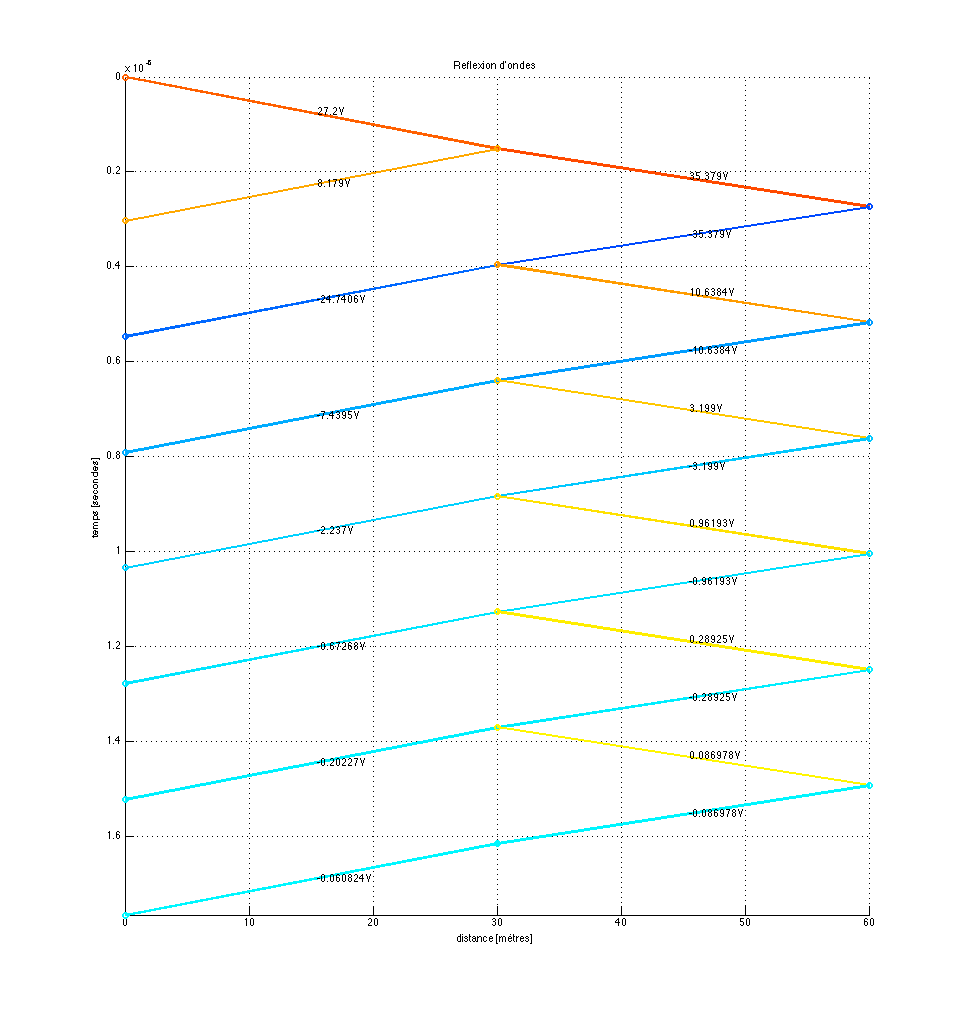 Reflexion d'ondes
x 10
-6
0
27.2V
8.179V
35.379V
0.2
-35.379V
0.4
-24.7406V
10.6384V
0.6
-10.6384V
-7.4395V
3.199V
0.8
-3.199V
temps [secondes]
-2.237V
0.96193V
1
-0.96193V
1.2
-0.67268V
0.28925V
-0.28925V
1.4
-0.20227V
0.086978V
-0.086978V
1.6
-0.060824V
0 10 20 30 40 50 60
distance [métres]